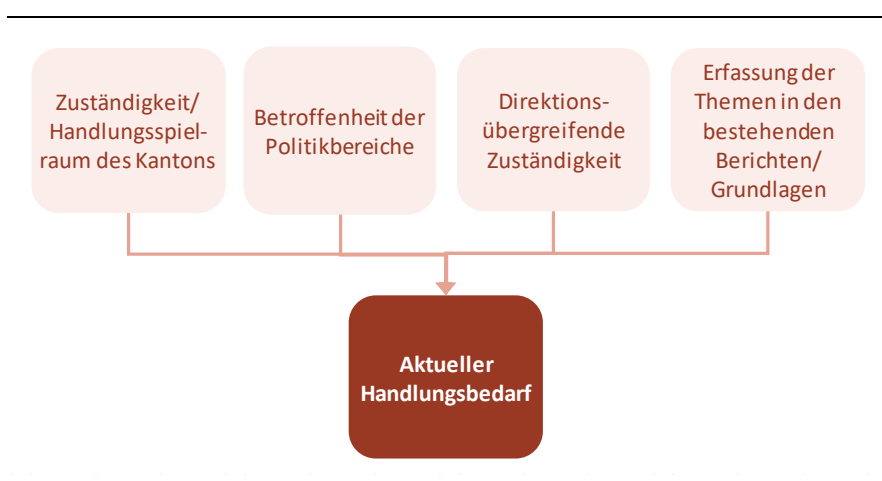 Zuständigkeit/
Handlungsspiel-
raum des Kantons
Betroffenheit der
Politikbereiche
Direktions-
übergreifende
Zuständigkeit
Erfassung der
Themen in den
bestehenden
Berichten/
Grundlagen
Aktueller
Handlungsbedarf